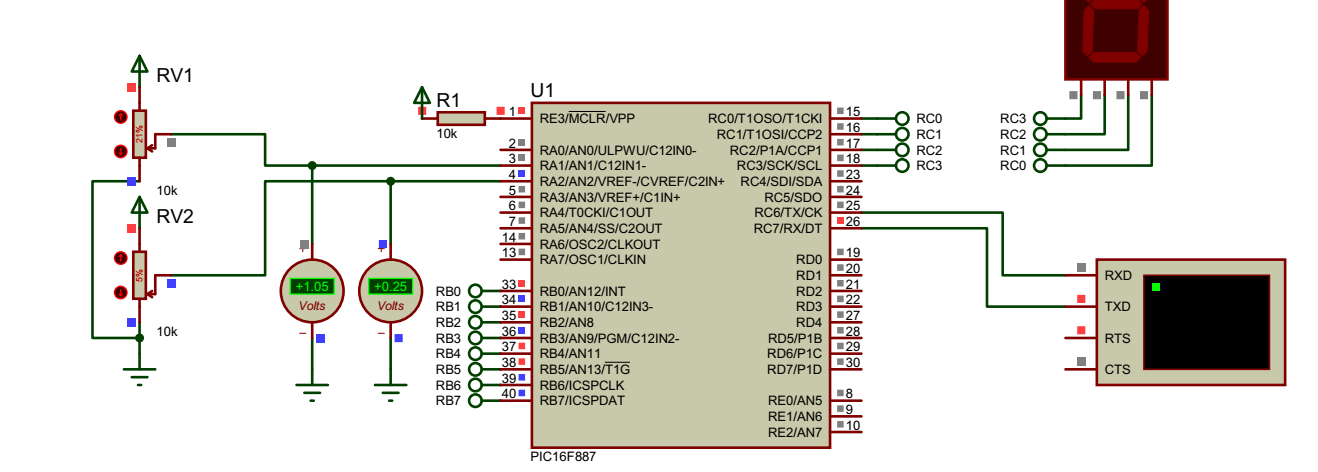 RV1
21%
10k
RV2
5%
10k
+1.05
Volts
+0.25
Volts
R1
10k
U1
1 RE3/MCLR/VPP
2 RA0/AN0/ULPWU/C12IN0-
3 RA1/AN1/C12IN1-
4 RA2/AN2/VREF-/CVREF/C2IN+
5 RA3/AN3/VREF+/C1IN+
6 RA4/T0CKI/C1OUT
7 RA5/AN4/SS/C2OUT
14 RA6/OSC2/CLKOUT
13 RA7/OSC1/CLKIN
RB0 33 RB0/AN12/INT
RB1 34 RB1/AN10/C12IN3-
RB2 35 RB2/AN8
RB3 36 RB3/AN9/PGM/C12IN2-
RB4 37 RB4/AN11
RB5 38 RB5/AN13/T1G
RB6 39 RB6/ICSPCLK
RB7 40 RB7/ICSPDAT
RC0/T1OSO/T1CKI 15 RC0
RC1/T1OSI/CCP2 16 RC1
RC2/P1A/CCP1 17 RC2
RC3/SCK/SCL 18 RC3
RC4/SDI/SDA 23
RC5/SDO 24
RC6/TX/CK 25
RC7/RX/DT 26
RD0 19
RD1 20
RD2 21
RD3 22
RD4 27
RD5/P1B 28
RD6/P1C 29
RD7/P1D 30
RE0/AN5 8
RE1/AN6 9
RE2/AN7 10
PIC16F887
RC3
RC2
RC1
RC0
RXD
TXD
RTS
CTS